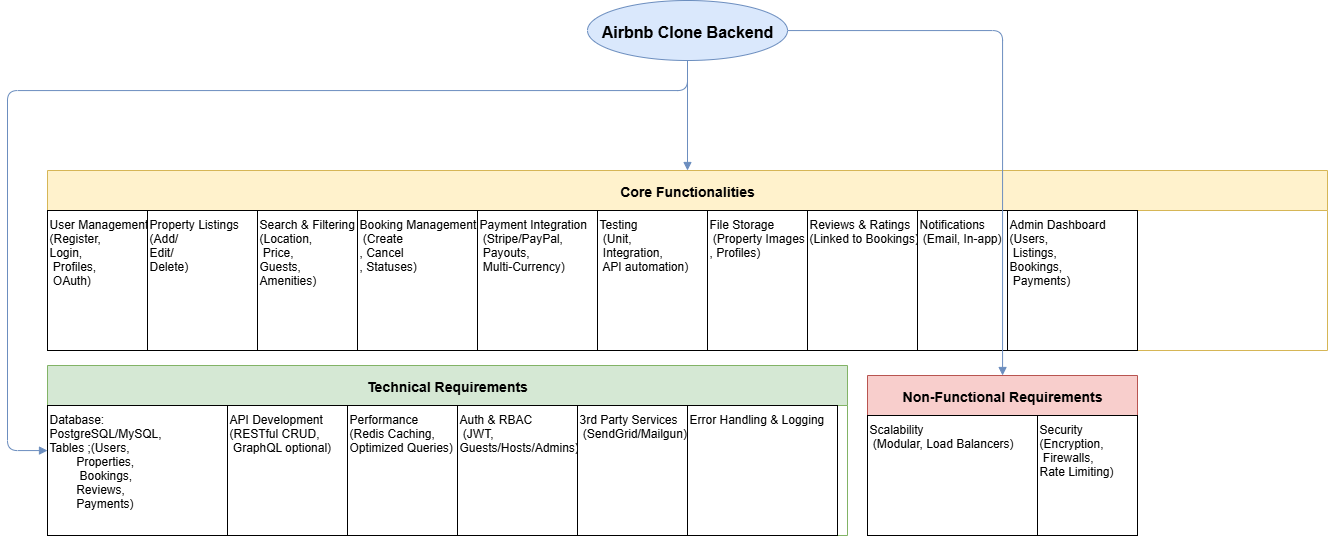 Airbnb Clone Backend
Core Functionalities
User Management
(Register,
Login,
Profiles,
OAuth)
Property Listings
(Add/
Edit/
Delete)
Search & Filtering
(Location,
Price,
Guests,
Amenities)
Booking Management
(Create
, Cancel
, Statuses)
Payment Integration
(Stripe/PayPal,
Payouts,
Multi-Currency)
Testing
(Unit,
Integration,
API automation)
File Storage
(Property Images
, Profiles)
Reviews & Ratings
(Linked to Bookings)
Notifications
(Email, In-app)
Admin Dashboard
(Users,
Listings,
Bookings,
Payments)
Technical Requirements
Database:
PostgreSQL/MySQL,
Tables ;(Users,
Properties,
Bookings,
Reviews,
Payments)
API Development
(RESTful CRUD,
GraphQL optional)
Performance
(Redis Caching,
Optimized Queries)
Auth & RBAC
(JWT,
Guests/Hosts/Admins)
3rd Party Services
(SendGrid/Mailgun)
Error Handling & Logging
Non-Functional Requirements
Scalability
(Modular, Load Balancers)
Security
(Encryption,
Firewalls,
Rate Limiting)